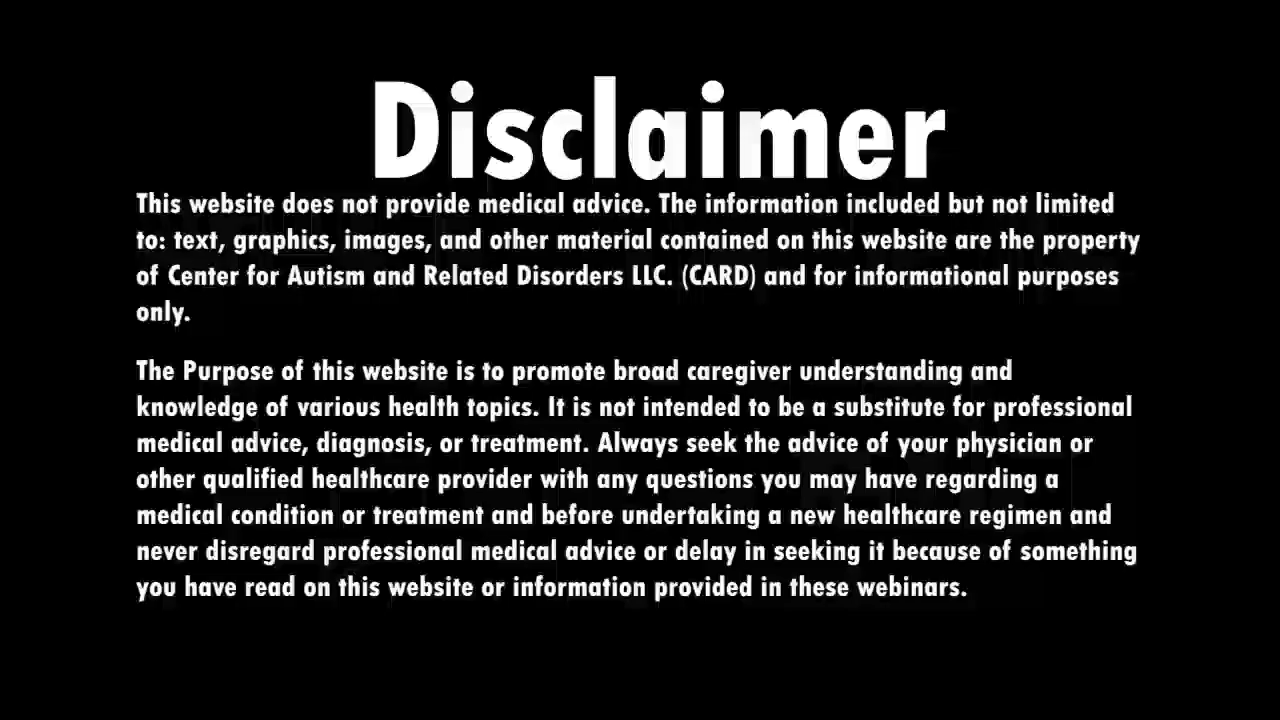 Disclaimer
This website does not provide medical advice. The information included but not limited
to: text, graphics, images, and other material contained on this website are the property
of Center for Autism and Related Disorders LLC. (CARD) and for informational purposes
only.
The Purpose of this website is to promote broad caregiver understanding and
knowledge of various health topics. It is not intended to be a substitute for professional
medical advice, diagnosis, or treatment. Always seek the advice of your physician or
other qualified healthcare provider with any questions you may have regarding a
medical condition or treatment and before undertaking a new healthcare regimen and
never disregard professional medical advice or delay in seeking it because of something
you have read on this website or information provided in these webinars.